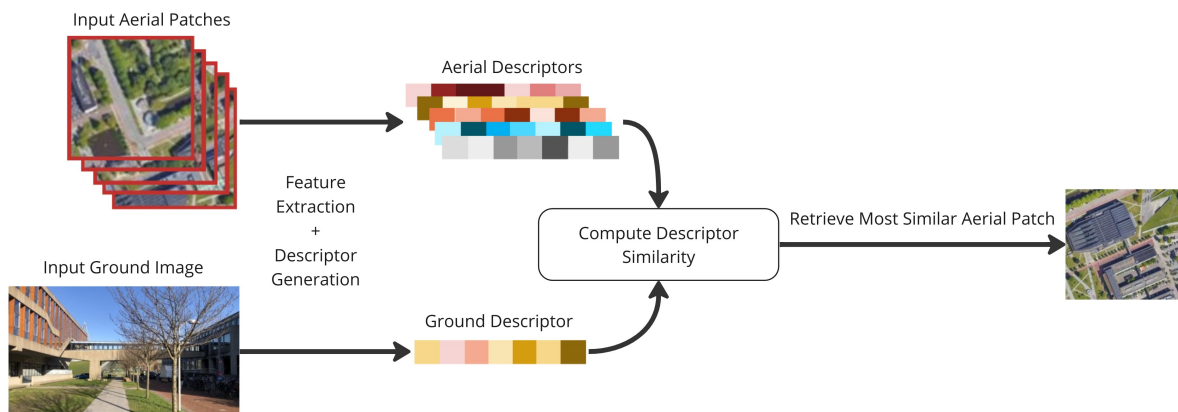 Input Aerial Patches
Aerial Descriptors
Feature
Extraction
+
Descriptor
Generation
Compute Descriptor
Similarity
Retrieve Most Similar Aerial Patch
Input Ground Image
Ground Descriptor